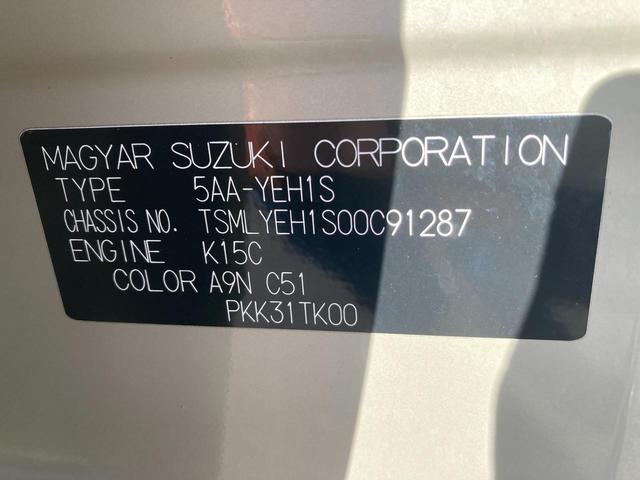 MAGYAR SUZUKI CORPORATION
TYPE 5AA-YEH1S
CHASSIS NO. TSMLYEH1S00C91287
ENGINE K15C
COLOR A9N C51
PKK31TK00